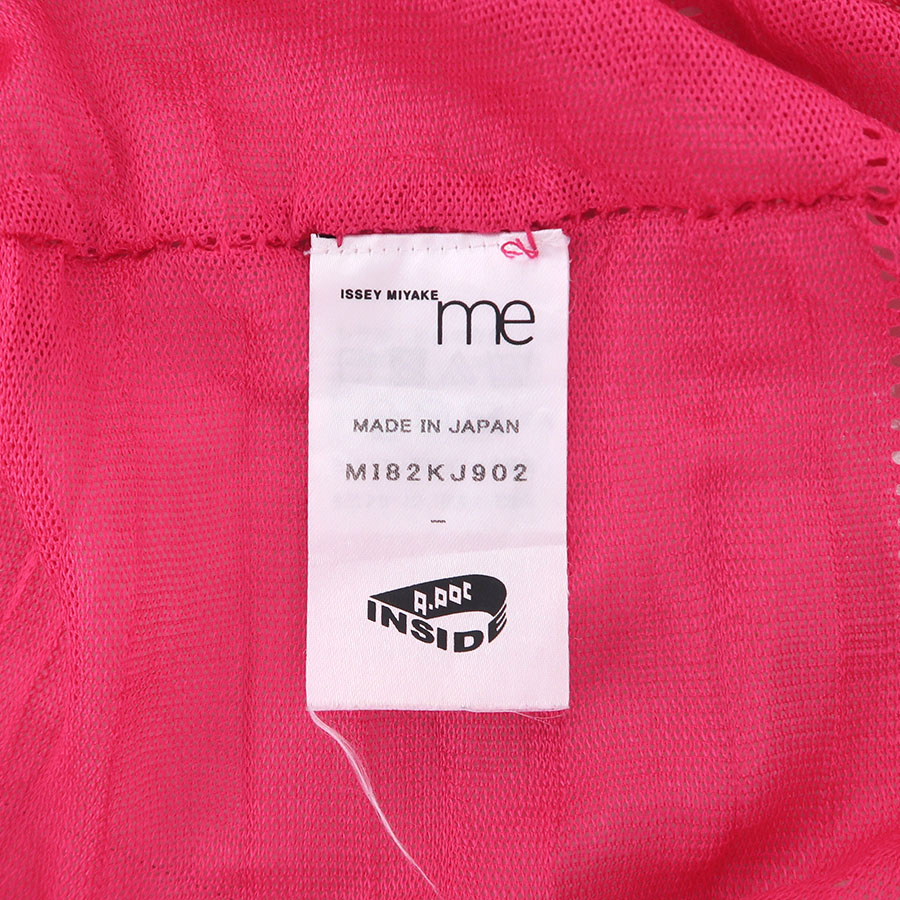 ISSEY MIYAKE me
MADE IN JAPAN
MI82KJ902
A-POC
INSIDE